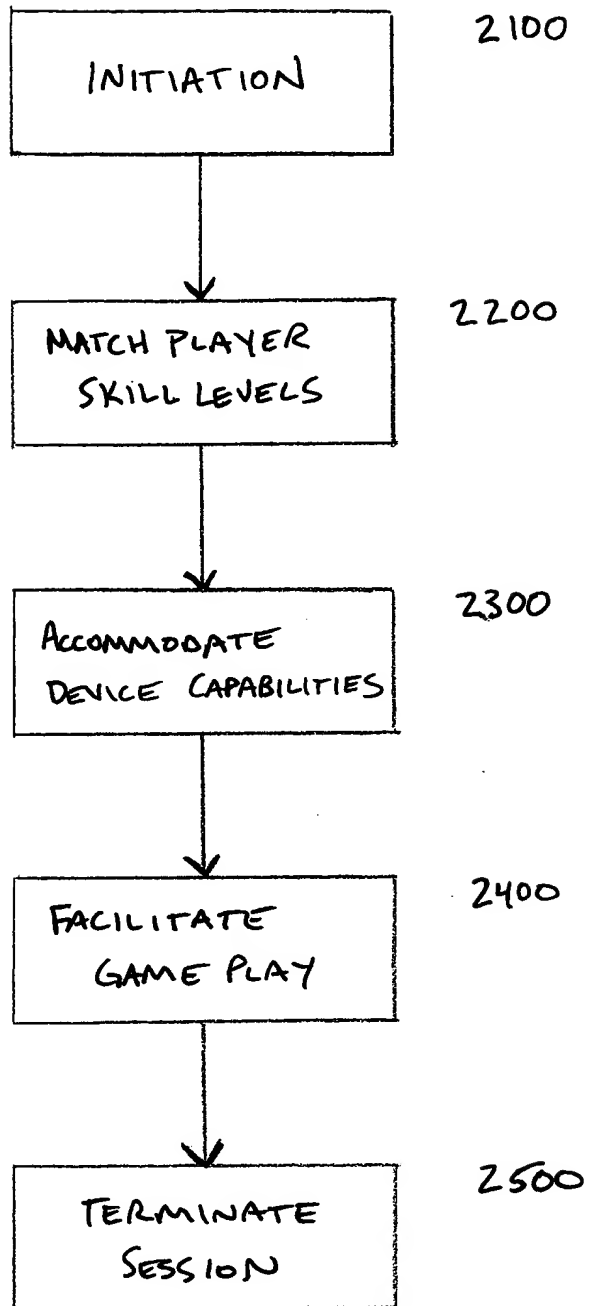 2100
INITIATION
2200
MATCH PLAYER
SKILL LEVELS
2300
ACCOMMODATE
DEVICE CAPABILITIES
2400
FACILITATE
GAME PLAY
2500
TERMINATE
SESSION